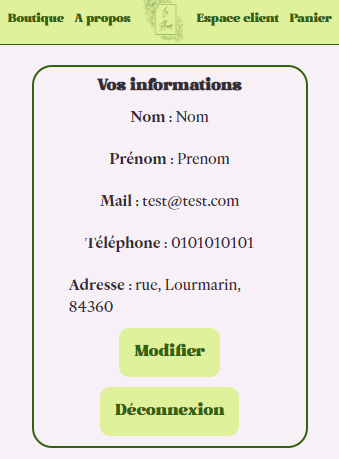 Boutique A propos Espace client Panier
Vos informations
Nom : Nom
Prénom : Prenom
Mail : test@test.com
Téléphone : 0101010101
Adresse : rue, Lourmarin,
84360
Modifier
Déconnexion